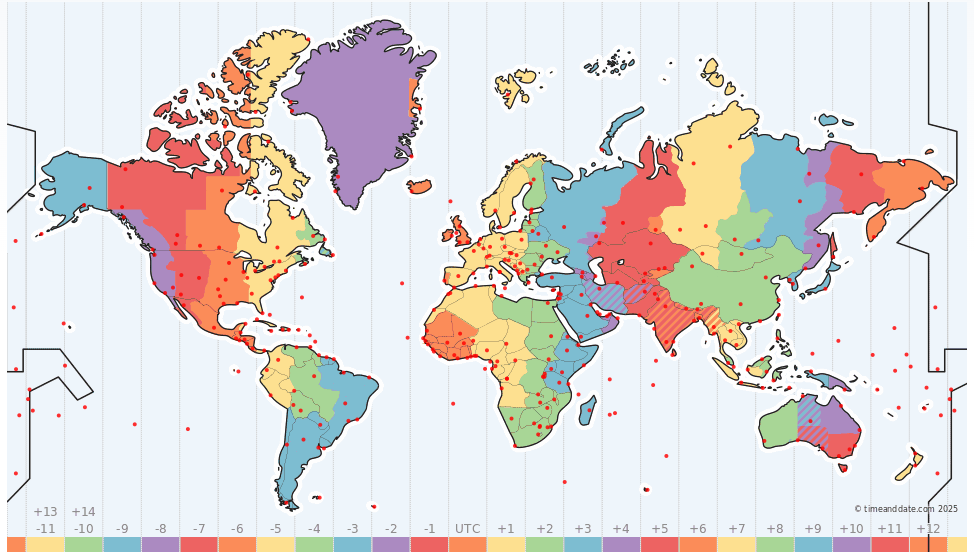 © timeanddate.com 2025
+13 +14
-11 -10 -9 -8 -7 -6 -5 -4 -3 -2 -1 UTC +1 +2 +3 +4 +5 +6 +7 +8 +9 +10 +11 +12